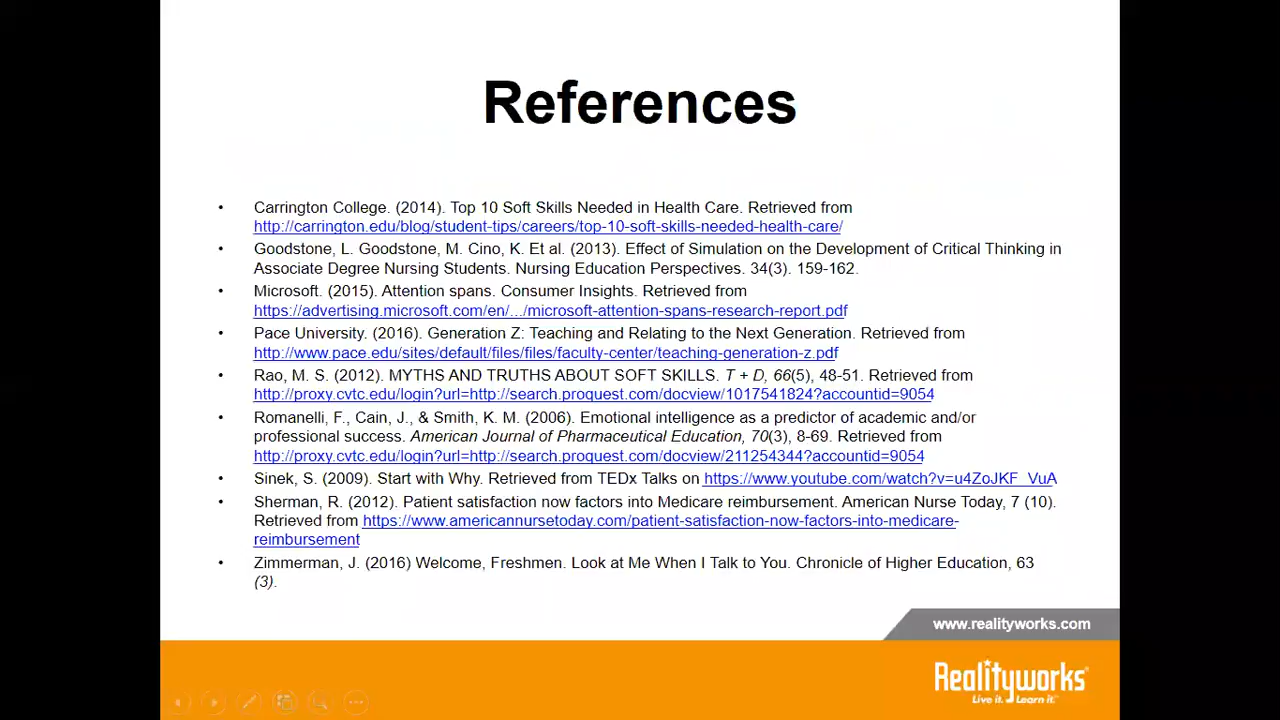 References
• Carrington College. (2014). Top 10 Soft Skills Needed in Health Care. Retrieved from
http://carrington.edu/blog/student-tips/careers/top-10-soft-skills-needed-health-care/
• Goodstone, L. Goodstone, M. Cino, K. Et al. (2013). Effect of Simulation on the Development of Critical Thinking in
Associate Degree Nursing Students. Nursing Education Perspectives. 34(3). 159-162.
• Microsoft. (2015). Attention spans. Consumer Insights. Retrieved from
https://advertising.microsoft.com/en/.../microsoft-attention-spans-research-report.pdf
• Pace University. (2016). Generation Z: Teaching and Relating to the Next Generation. Retrieved from
http://www.pace.edu/sites/default/files/files/faculty-center/teaching-generation-z.pdf
• Rao, M. S. (2012). MYTHS AND TRUTHS ABOUT SOFT SKILLS. T + D, 66(5), 48-51. Retrieved from
http://proxy.cvtc.edu/login?url=http://search.proquest.com/docview/1017541824?accountid=9054
• Romanelli, F., Cain, J., & Smith, K. M. (2006). Emotional intelligence as a predictor of academic and/or
professional success. American Journal of Pharmaceutical Education, 70(3), 8-69. Retrieved from
http://proxy.cvtc.edu/login?url=http://search.proquest.com/docview/211254344?accountid=9054
• Sinek, S. (2009). Start with Why. Retrieved from TEDx Talks on https://www.youtube.com/watch?v=u4ZoJKF_VuA
• Sherman, R. (2012). Patient satisfaction now factors into Medicare reimbursement. American Nurse Today, 7 (10).
Retrieved from https://www.americannursetoday.com/patient-satisfaction-now-factors-into-medicare-
reimbursement
• Zimmerman, J. (2016) Welcome, Freshmen. Look at Me When I Talk to You. Chronicle of Higher Education, 63
(3).
www.realityworks.com
Realityworks®
Live it. Learn it.™